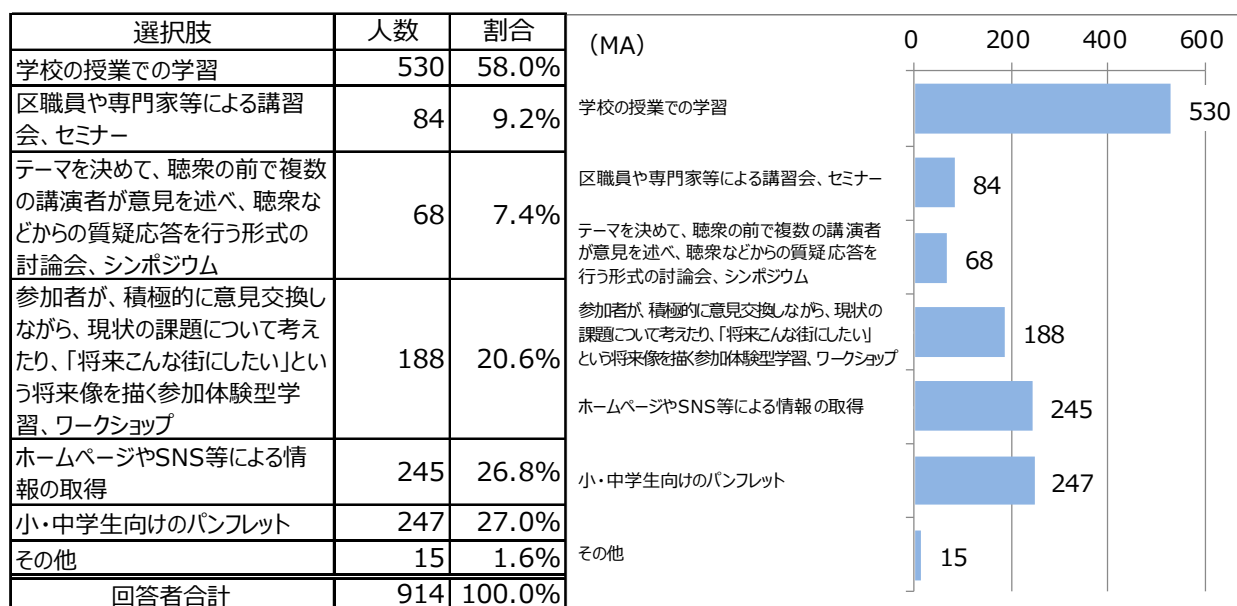 選択肢 人数 割合
学校の授業での学習 530 58.0%
区職員や専門家等による講習
会、セミナー 84 9.2%
テーマを決めて、聴衆の前で複数
の講演者が意見を述べ、聴衆な
どからの質疑応答を行う形式の
討論会、シンポジウム 68 7.4%
参加者が、積極的に意見交換し
ながら、現状の課題について考え
たり、「将来こんな街にしたい」とい
う将来像を描く参加体験型学
習、ワークショップ 188 20.6%
ホームページやSNS等による情
報の取得 245 26.8%
小・中学生向けのパンフレット 247 27.0%
その他 15 1.6%
回答者合計 914 100.0%
（MA） 0 200 400 600
学校の授業での学習 530
区職員や専門家等による講習会、セミナー 84
テーマを決めて、聴衆の前で複数の講演者
が意見を述べ、聴衆などからの質疑応答を
行う形式の討論会、シンポジウム 68
参加者が、積極的に意見交換しながら、現状の
課題について考えたり、「将来こんな街にしたい」
という将来像を描く参加体験型学習、ワークショップ 188
ホームページやSNS等による情報の取得 245
小・中学生向けのパンフレット 247
その他 15